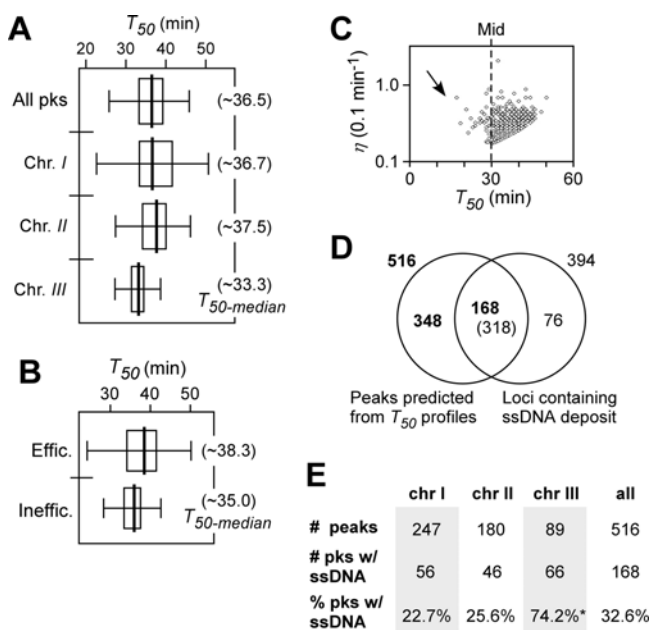 A
T50 (min)
20 30 40 50
All pks (~36.5)
Chr. I (~36.7)
Chr. II (~37.5)
Chr. III (~33.3)
T50-median
B
T50 (min)
30 40 50
Effic. (~38.3)
Ineffic. (~35.0)
T50-median
C
Mid
η (0.1 min-1)
1.0
0.1
0 30 60
T50 (min)
D
516 394
348 168 76
(318)
Peaks predicted Loci containing
from T50 profiles ssDNA deposit
E
chr I chr II chr III all
# peaks 247 180 89 516
# pks w/
ssDNA 56 46 66 168
% pks w/
ssDNA 22.7% 25.6% 74.2%* 32.6%